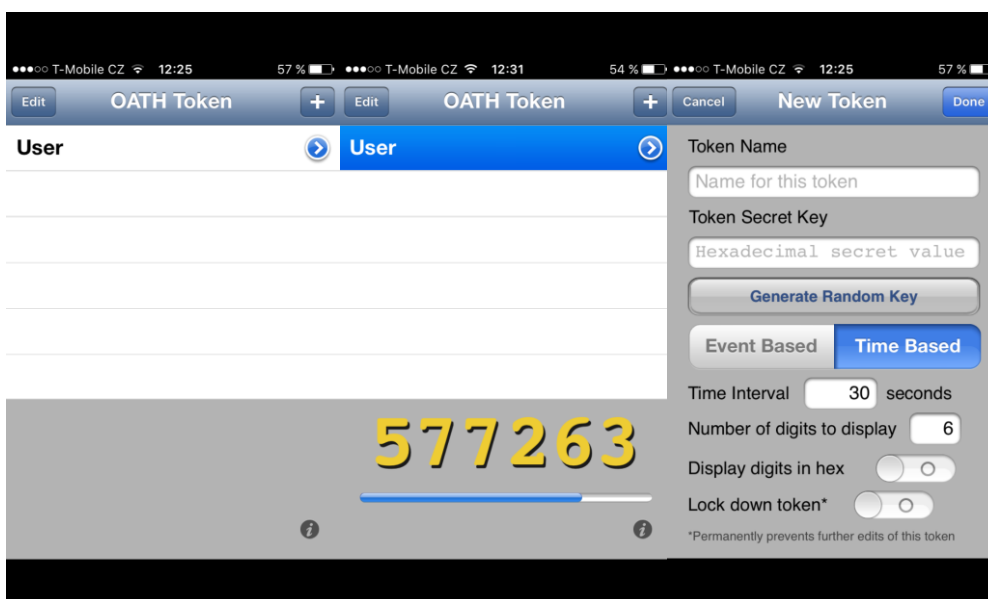 ●●●○○ T-Mobile CZ 12:25 57 %
Edit OATH Token +
User
●●●○○ T-Mobile CZ 12:31 54 %
Edit OATH Token +
User
577263
●●●○○ T-Mobile CZ 12:25 57 %
Cancel New Token Done
Token Name
Name for this token
Token Secret Key
Hexadecimal secret value
Generate Random Key
Event Based Time Based
Time Interval 30 seconds
Number of digits to display 6
Display digits in hex
Lock down token*
*Permanently prevents further edits of this token